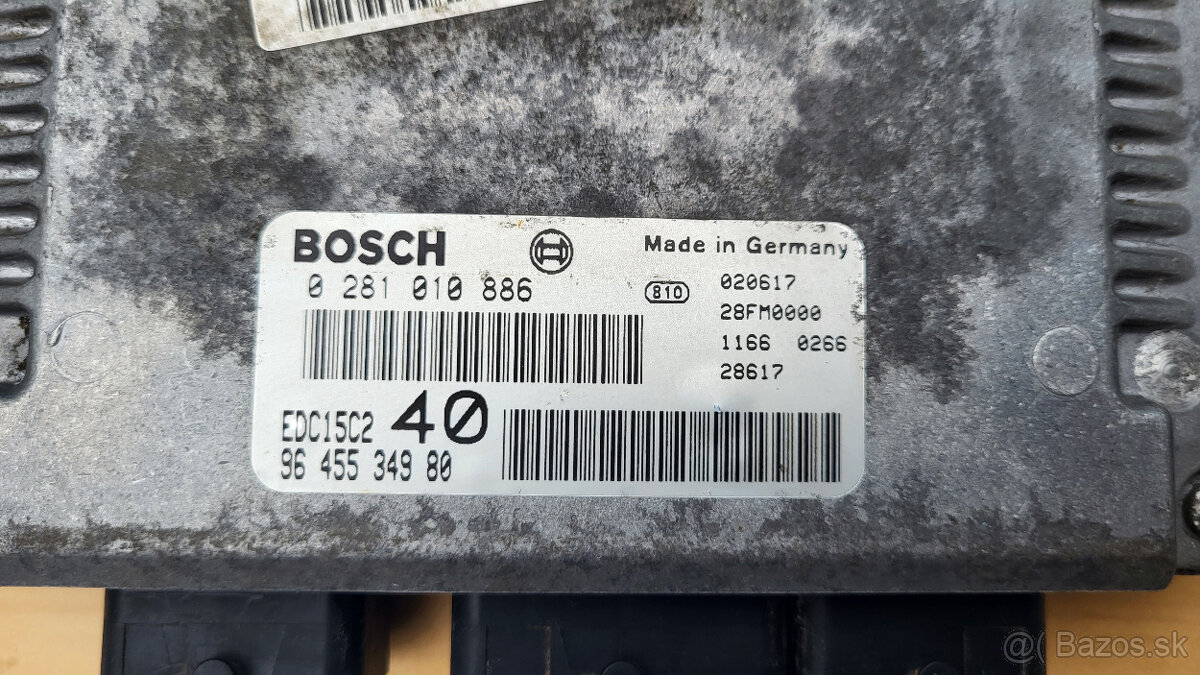 BOSCH
Made in Germany
0 281 010 886
810
020617
28FM0000
1166 0266
28617
EDC15C2 40
96 455 349 80
@ Bazos.sk